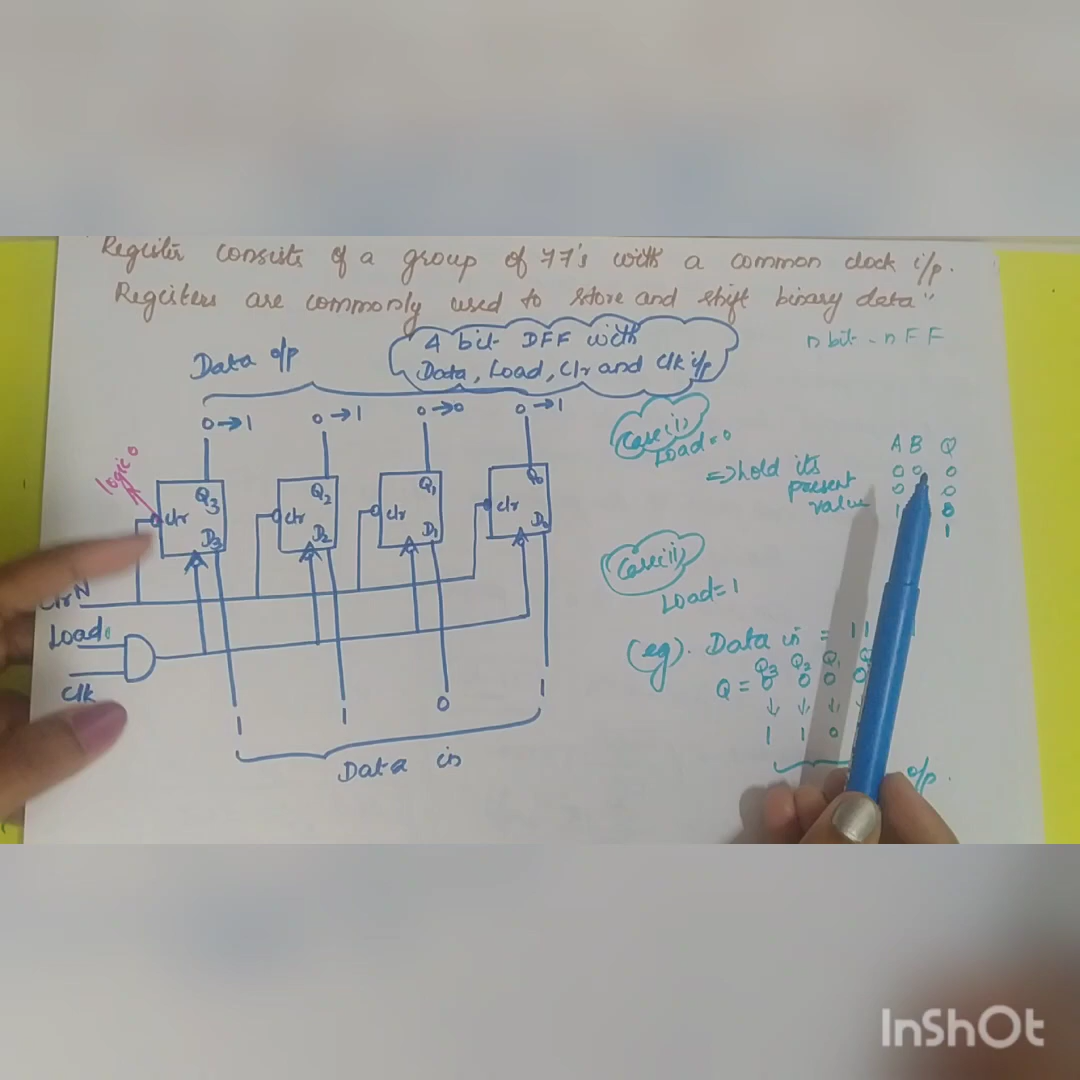 Register consists of a group of FF's with a common clock i/p.
Registers are commonly used to store and shift binary data"
4 bit DFF with
Data, Load, Clr and Clk i/p
n bit - n FF
Data o/p
0→1 0→1 0→0 0→1
Case(i)
Load=0
⇒hold its
present
value
A B Q
0 0 0
0 0
1
1
logic 0
Q3 Q2 Q1 Q0
Clr Clr Clr Clr
D3 D2 D1 D0
ClrN
Load
Clk
1 1 0 1
Data in
Case(ii)
Load=1
(eg). Data in = 11
Q3 Q2 Q1
Q = 0 0 0 0
↓ ↓ ↓ ↓
1 1 0
o/p.
InShOt